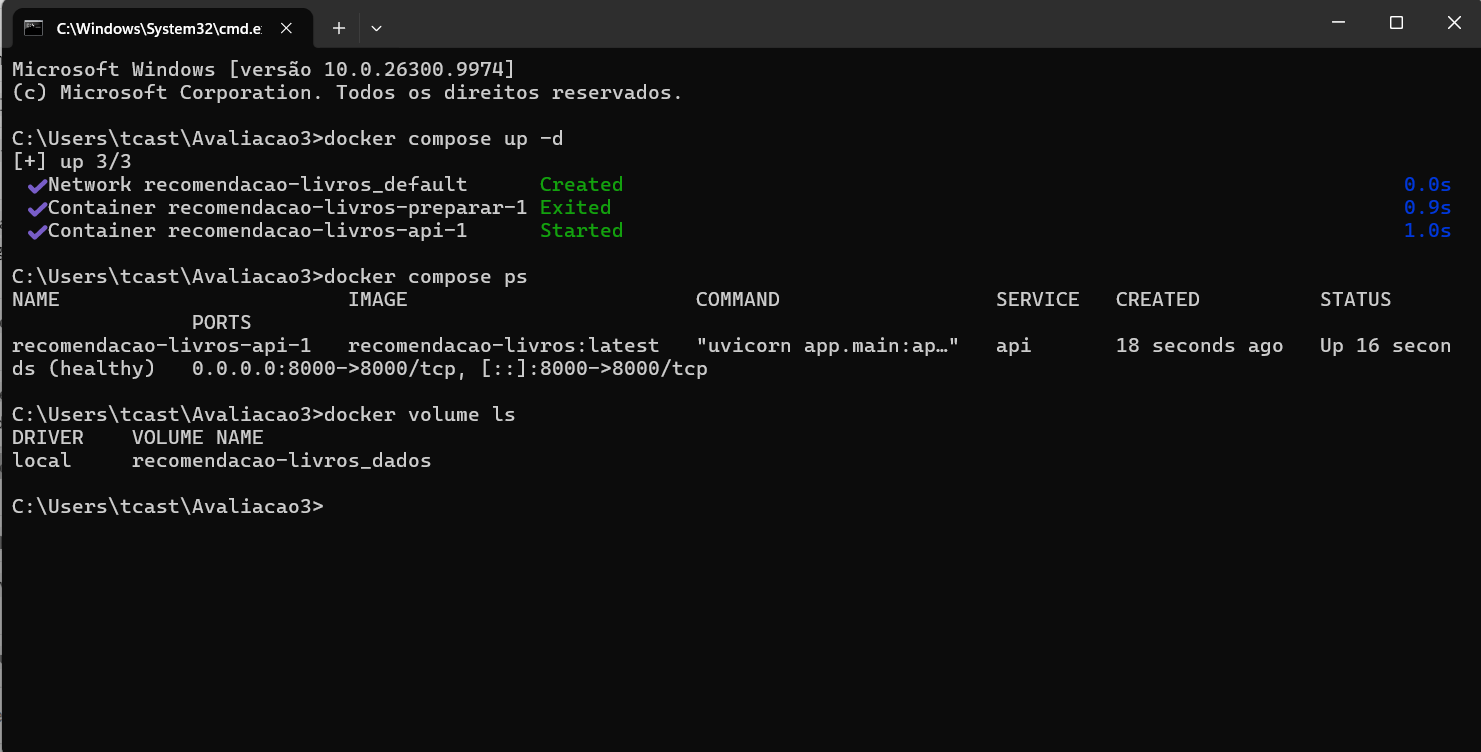 C:\Windows\System32\cmd.e
Microsoft Windows [versão 10.0.26300.9974]
(c) Microsoft Corporation. Todos os direitos reservados.
C:\Users\tcast\Avaliacao3>docker compose up -d
[+] up 3/3
Network recomendacao-livros_default Created 0.0s
Container recomendacao-livros-preparar-1 Exited 0.9s
Container recomendacao-livros-api-1 Started 1.0s
C:\Users\tcast\Avaliacao3>docker compose ps
NAME IMAGE COMMAND SERVICE CREATED STATUS
PORTS
recomendacao-livros-api-1 recomendacao-livros:latest "uvicorn app.main:ap…" api 18 seconds ago Up 16 secon
ds (healthy) 0.0.0.0:8000->8000/tcp, [::]:8000->8000/tcp
C:\Users\tcast\Avaliacao3>docker volume ls
DRIVER VOLUME NAME
local recomendacao-livros_dados
C:\Users\tcast\Avaliacao3>